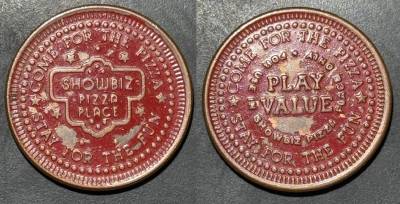 COME FOR THE PIZZA
SHOWBIZ
PIZZA
PLACE
STAY FOR THE FUN
COME FOR THE PIZZA
PLAY
VALUE
SHOWBIZ PIZZA
STAY FOR THE FUN